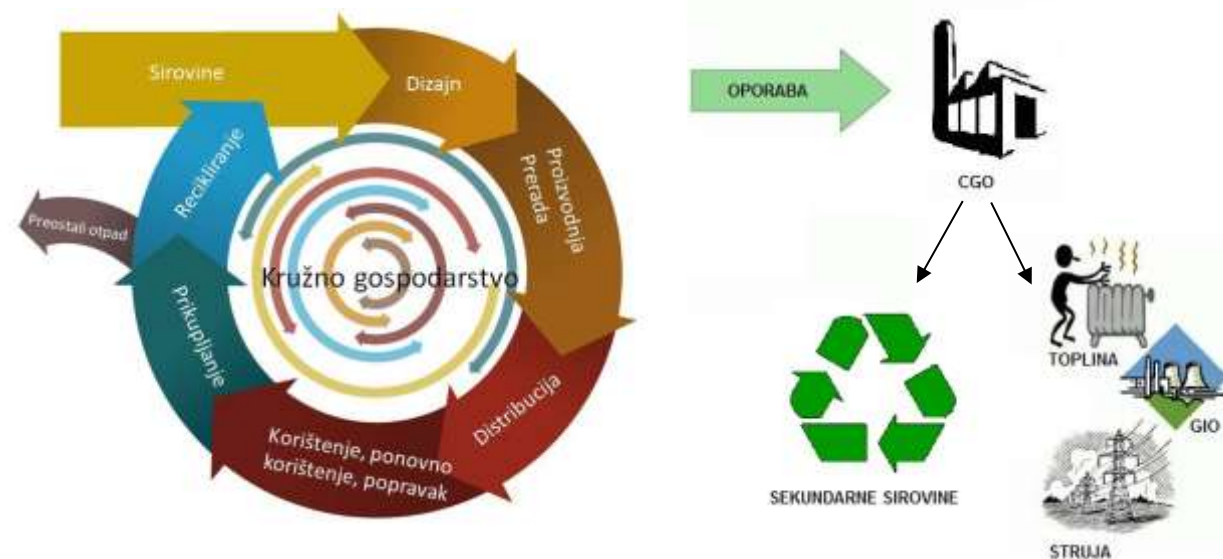 Sirovine
Dizajn
Proizvodnja
Prerada
Distribucija
Korištenje, ponovno
korištenje, popravak
Prikupljanje
Recikliranje
Preostali otpad
Kružno gospodarstvo
OPORABA
CGO
TOPLINA
GIO
SEKUNDARNE SIROVINE
STRUJA